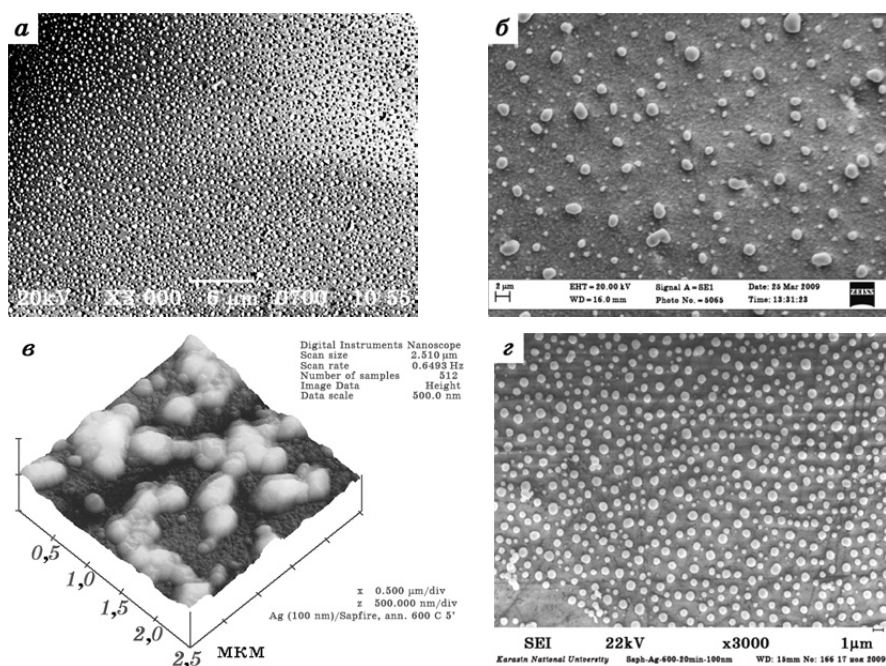 а
20kV X3 000 6 µm 0700 10 55
б
2 µm
EHT = 20.00 kV Signal A = SE1 Date: 25 Mar 2009
WD = 16.0 mm Photo No. = 5065 Time: 13:31:23
ZEISS
в
Digital Instruments Nanoscope
Scan size 2.510 µm
Scan rate 0.6493 Hz
Number of samples 512
Image Data Height
Data scale 500.0 nm
0,5
1,0
1,5
2,0
2,5
МКМ
x 0.500 µm/div
z 500.000 nm/div
Ag (100 nm)/Sapfire, ann. 600 C 5'
г
SEI 22kV x3000 1µm
Karazin National University Saph-Ag-600-20min-100nm WD: 15mm No: 166 17 ноя 2009